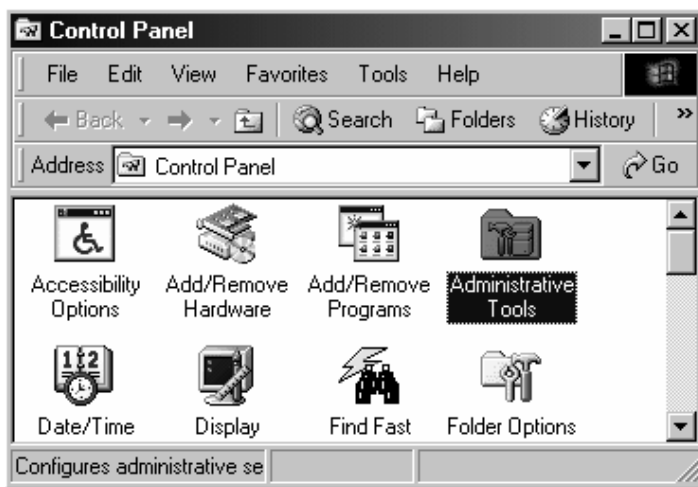 Control Panel
File Edit View Favorites Tools Help
Back Search Folders History »
Address Control Panel Go
Accessibility Options
Add/Remove Hardware
Add/Remove Programs
Administrative Tools
Date/Time
Display
Find Fast
Folder Options
Configures administrative se